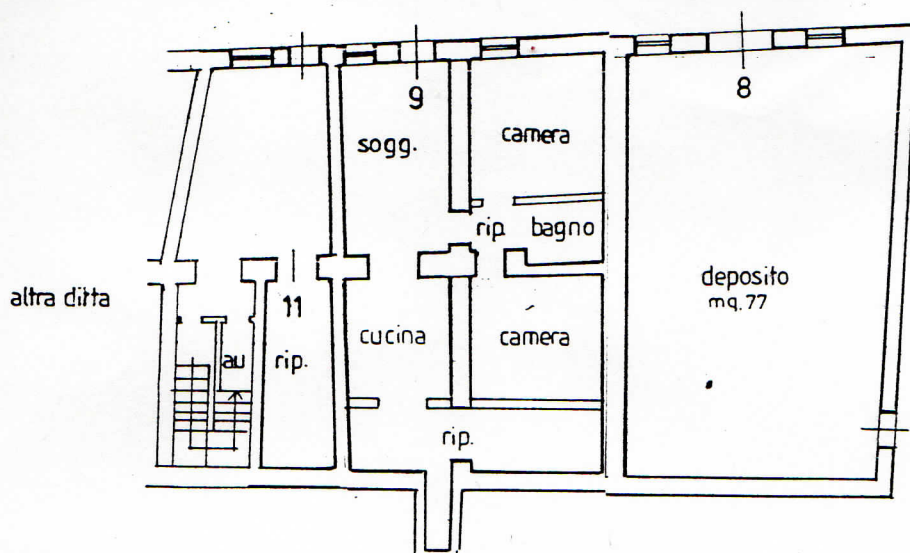 9
8
sogg.
camera
rip.
bagno
altra ditta
11
deposito
mq. 77
cucina
camera
au
rip.
rip.